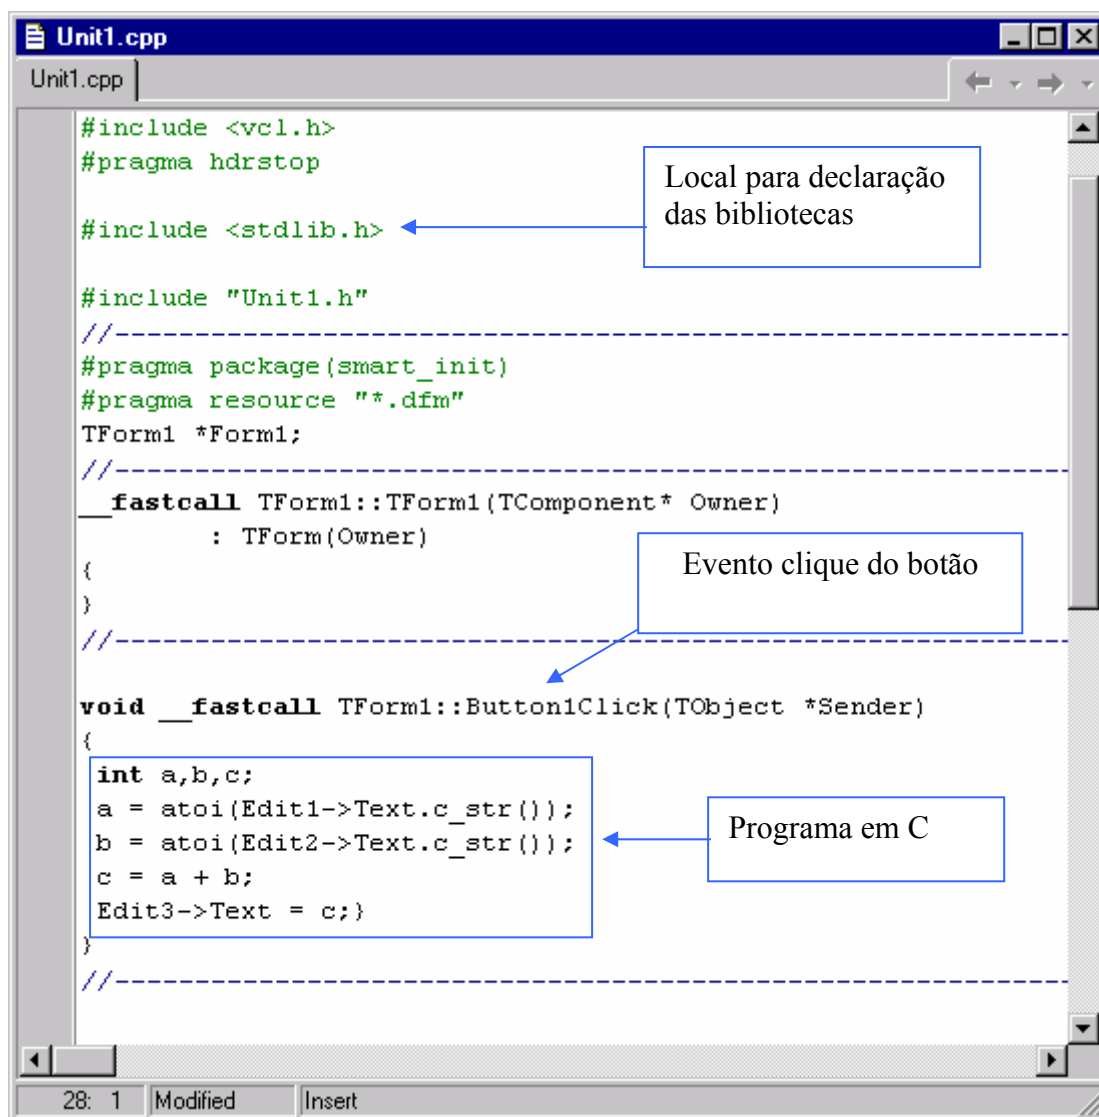 Unit1.cpp
Unit1.cpp
#include <vcl.h>
#pragma hdrstop
Local para declaração
das bibliotecas
#include <stdlib.h>
#include "Unit1.h"
//-----------------------------------------------------------
#pragma package(smart_init)
#pragma resource "*.dfm"
TForm1 *Form1;
//-----------------------------------------------------------
__fastcall TForm1::TForm1(TComponent* Owner)
: TForm(Owner)
{
}
Evento clique do botão
//-----------------------------------------------------------
void __fastcall TForm1::Button1Click(TObject *Sender)
{
int a,b,c;
a = atoi(Edit1->Text.c_str());
b = atoi(Edit2->Text.c_str());
c = a + b;
Edit3->Text = c;}
Programa em C
}
//-----------------------------------------------------------
28: 1 Modified Insert